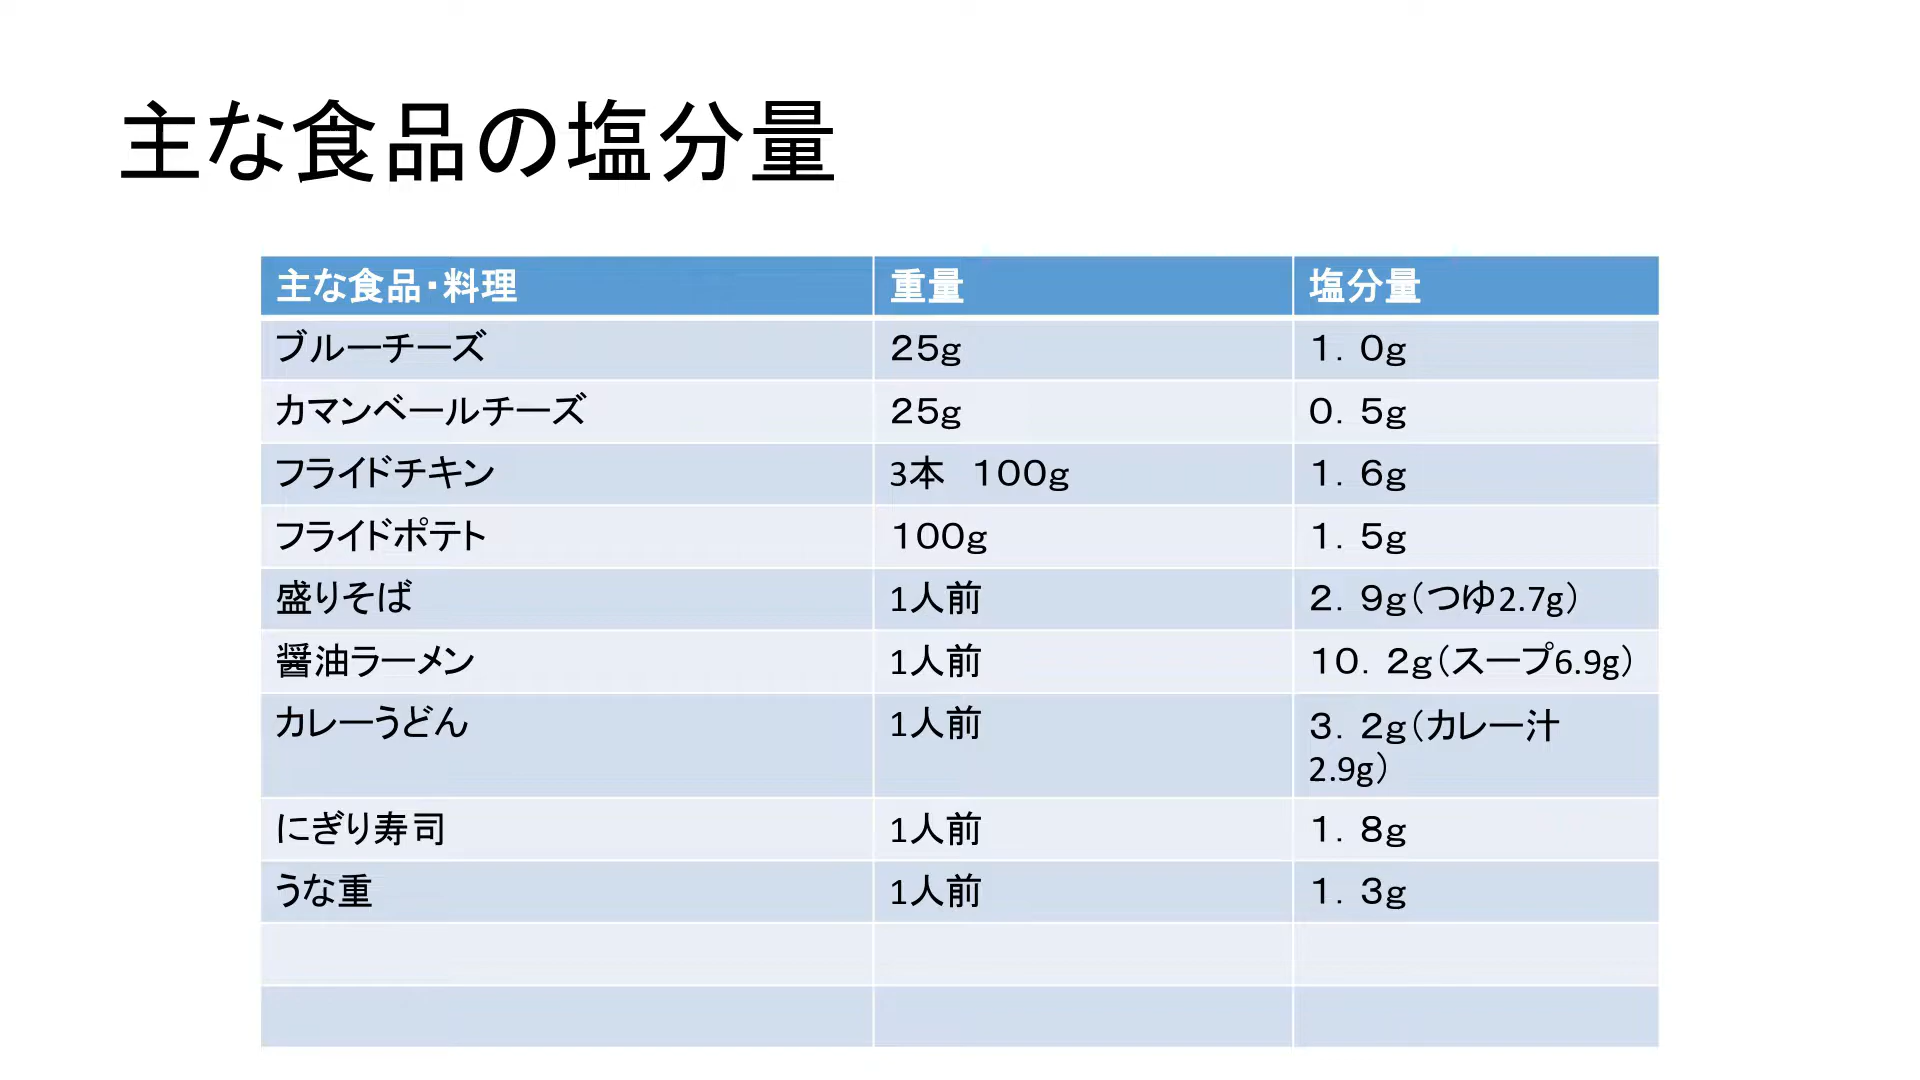 主な食品の塩分量
主な食品・料理 重量 塩分量
ブルーチーズ 25g 1．0g
カマンベールチーズ 25g 0．5g
フライドチキン 3本　100g 1．6g
フライドポテト 100g 1．5g
盛りそば 1人前 2．9g（つゆ2.7g）
醤油ラーメン 1人前 10．2g（スープ6.9g）
カレーうどん 1人前 3．2g（カレー汁
2.9g）
にぎり寿司 1人前 1．8g
うな重 1人前 1．3g